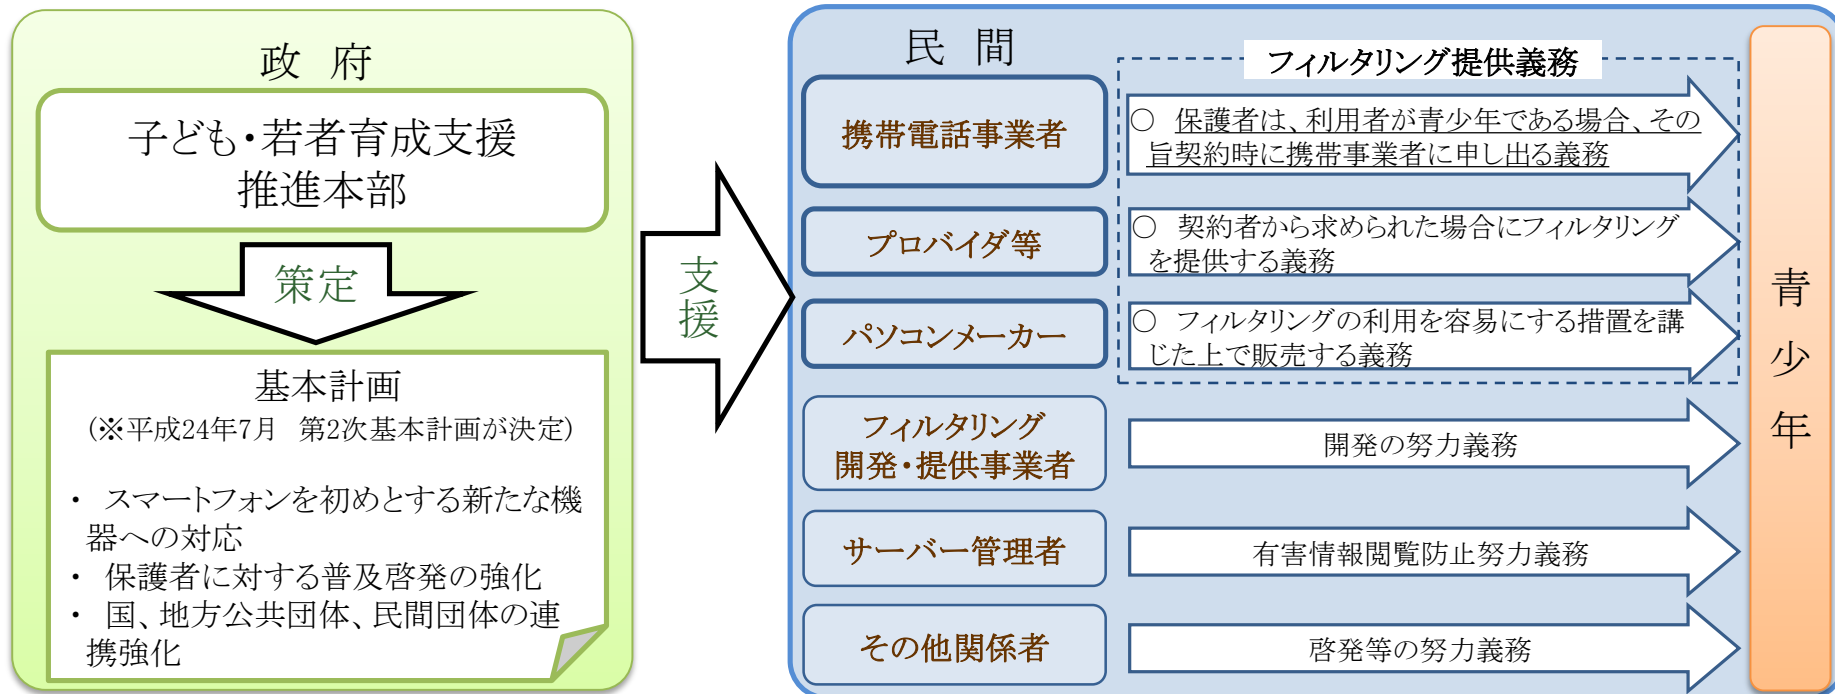 政 府
子ども・若者育成支援
推進本部
策定
基本計画
(※平成24年7月 第2次基本計画が決定)
・ スマートフォンを初めとする新たな機
器への対応
・ 保護者に対する普及啓発の強化
・ 国、地方公共団体、民間団体の連
携強化
支援
民 間
フィルタリング提供義務
携帯電話事業者
○ 保護者は、利用者が青少年である場合、その
旨契約時に携帯事業者に申し出る義務
プロバイダ等
○ 契約者から求められた場合にフィルタリング
を提供する義務
パソコンメーカー
○ フィルタリングの利用を容易にする措置を講
じた上で販売する義務
フィルタリング
開発・提供事業者
開発の努力義務
サーバー管理者
有害情報閲覧防止努力義務
その他関係者
啓発等の努力義務
青少年